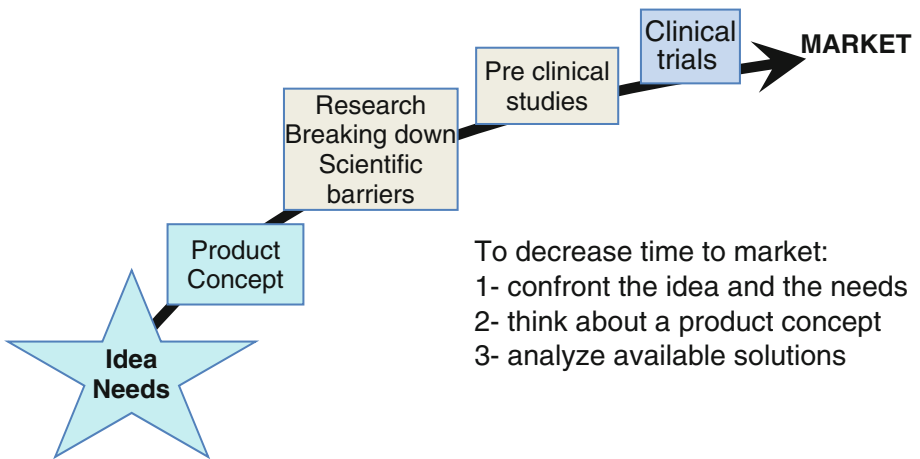 Clinical
trials
MARKET
Pre clinical
studies
Research
Breaking down
Scientific
barriers
Product
Concept
Idea
Needs
To decrease time to market:
1- confront the idea and the needs
2- think about a product concept
3- analyze available solutions